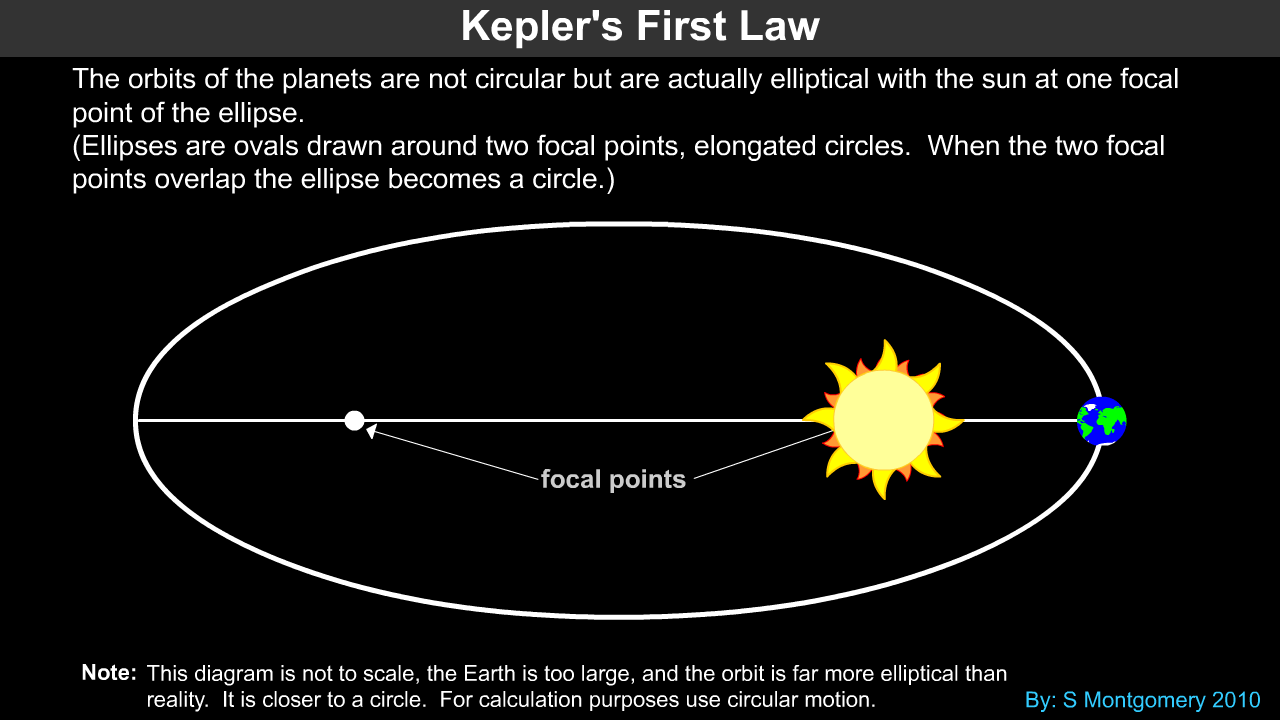 Kepler's First Law
The orbits of the planets are not circular but are actually elliptical with the sun at one focal
point of the ellipse.
(Ellipses are ovals drawn around two focal points, elongated circles.  When the two focal
points overlap the ellipse becomes a circle.)
focal points
Note: This diagram is not to scale, the Earth is too large, and the orbit is far more elliptical than
reality.  It is closer to a circle.  For calculation purposes use circular motion.
By: S Montgomery 2010